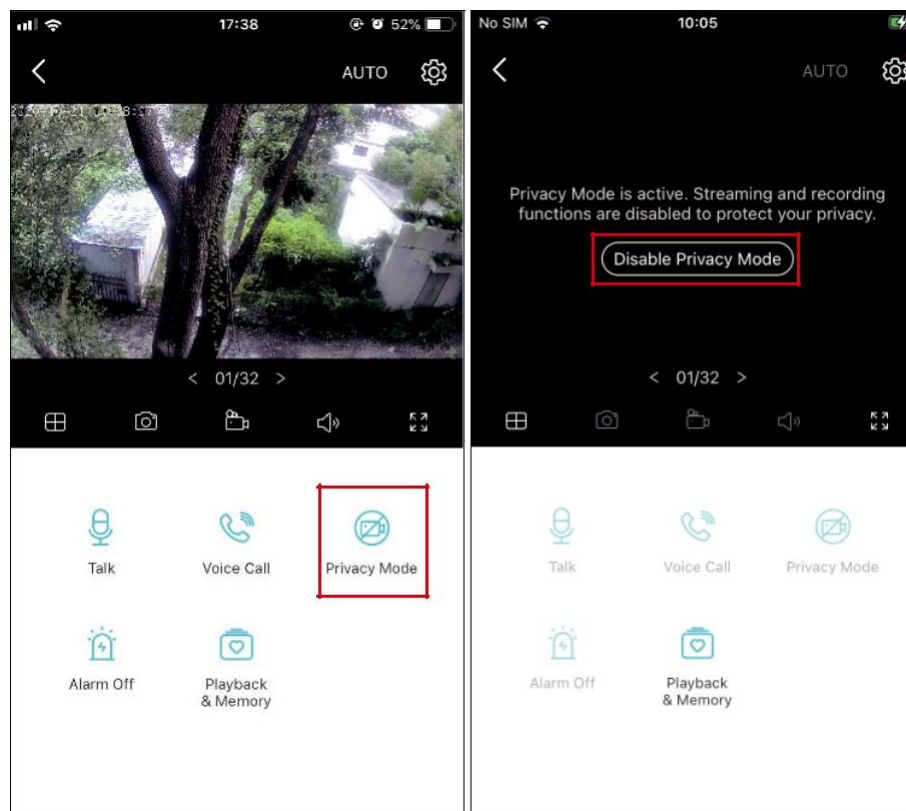 17:38
52%
AUTO
01/32
Talk
Voice Call
Privacy Mode
Alarm Off
Playback
& Memory
No SIM
10:05
AUTO
Privacy Mode is active. Streaming and recording
functions are disabled to protect your privacy.
Disable Privacy Mode
01/32
Talk
Voice Call
Privacy Mode
Alarm Off
Playback
& Memory